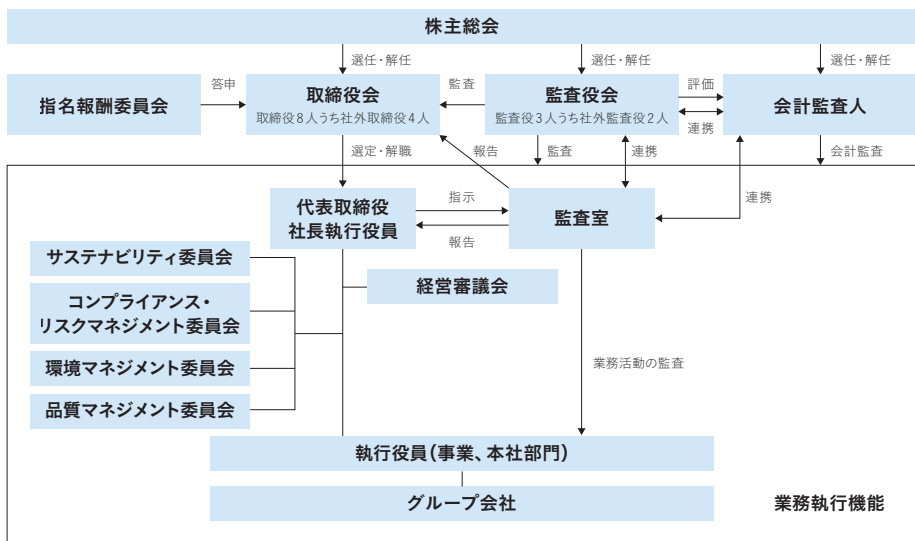 株主総会
選任・解任
選任・解任
選任・解任
指名報酬委員会
答申
取締役会
取締役8人うち社外取締役4人
監査
監査役会
監査役3人うち社外監査役2人
評価
連携
会計監査人
選定・解職
報告
監査
連携
会計監査
代表取締役
社長執行役員
指示
報告
監査室
連携
サステナビリティ委員会
コンプライアンス・
リスクマネジメント委員会
環境マネジメント委員会
品質マネジメント委員会
経営審議会
業務活動の監査
執行役員(事業、本社部門)
グループ会社
業務執行機能